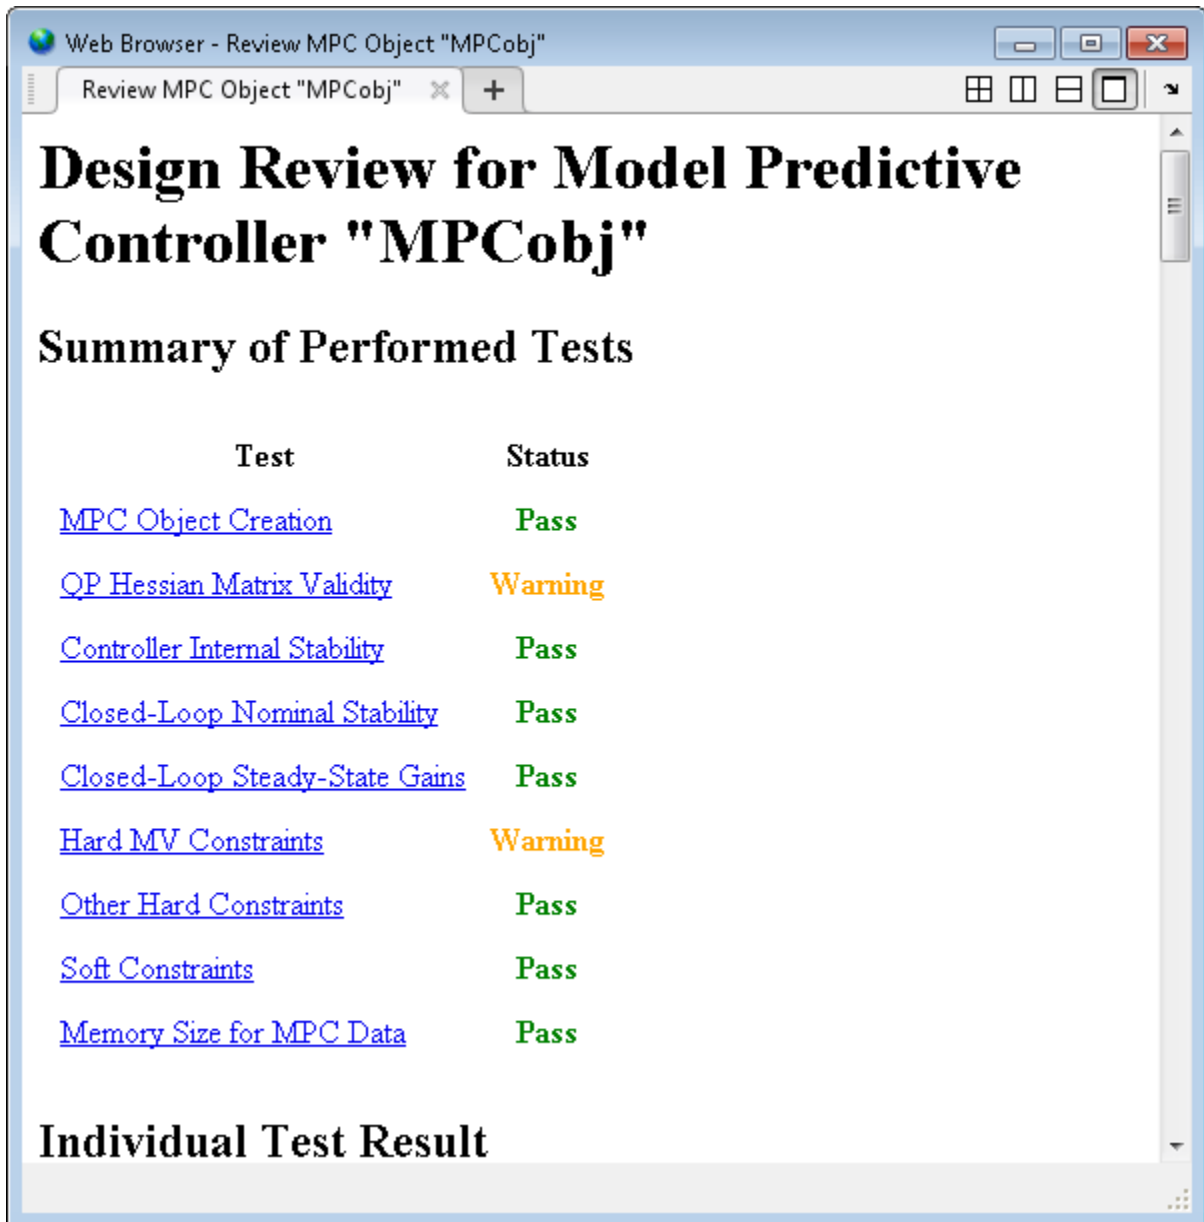 Web Browser - Review MPC Object "MPCobj"
Review MPC Object "MPCobj"
Design Review for Model Predictive
Controller "MPCobj"
Summary of Performed Tests
Test Status
MPC Object Creation Pass
QP Hessian Matrix Validity Warning
Controller Internal Stability Pass
Closed-Loop Nominal Stability Pass
Closed-Loop Steady-State Gains Pass
Hard MV Constraints Warning
Other Hard Constraints Pass
Soft Constraints Pass
Memory Size for MPC Data Pass
Individual Test Result